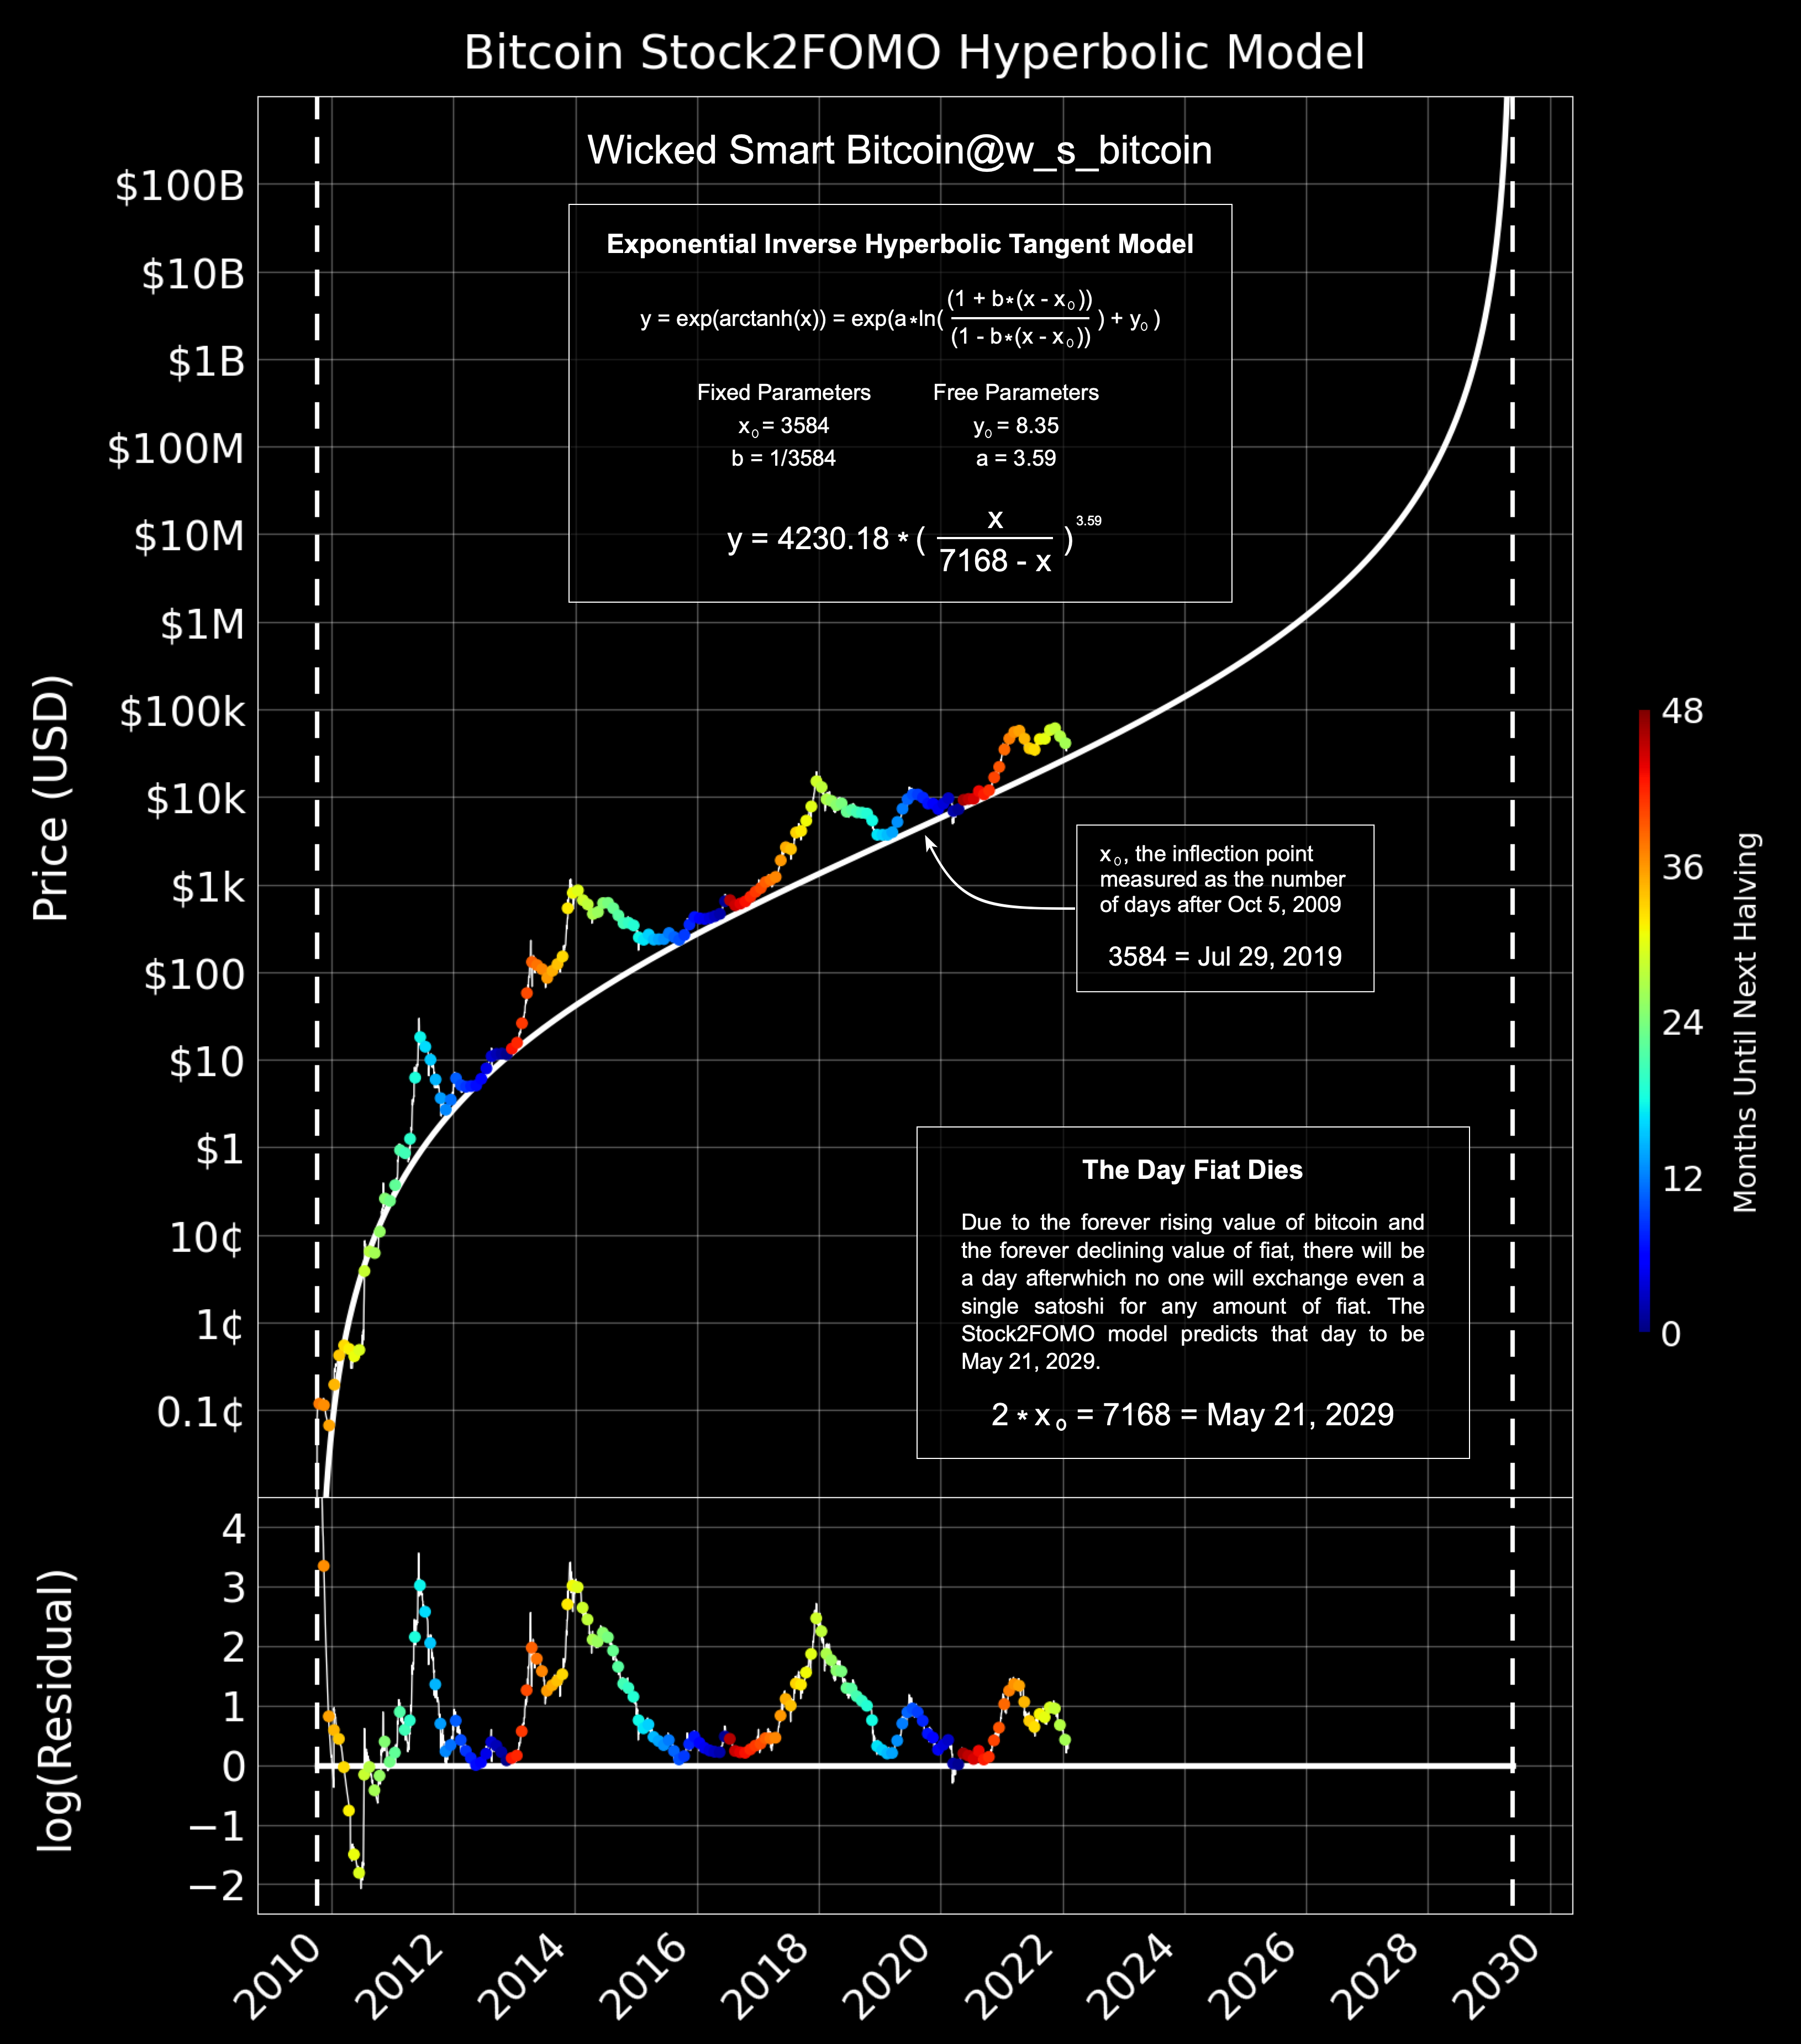 Bitcoin Stock2FOMO Hyperbolic Model
Wicked Smart Bitcoin@w_s_bitcoin
Exponential Inverse Hyperbolic Tangent Model
y = exp(arctanh(x)) = exp(a*ln((1 + b*(x - x₀))/(1 - b*(x - x₀))) + y₀ )
Fixed Parameters
Free Parameters
x₀ = 3584
y₀ = 8.35
b = 1/3584
a = 3.59
y = 4230.18 * ( x / 7168 - x )^3.59
Price (USD)
$100B
$10B
$1B
$100M
$10M
$1M
$100k
$10k
$1k
$100
$10
$1
10¢
1¢
0.1¢
x₀, the inflection point
measured as the number
of days after Oct 5, 2009
3584 = Jul 29, 2019
The Day Fiat Dies
Due to the forever rising value of bitcoin and
the forever declining value of fiat, there will be
a day afterwhich no one will exchange even a
single satoshi for any amount of fiat. The
Stock2FOMO model predicts that day to be
May 21, 2029.
2 * x₀ = 7168 = May 21, 2029
log(Residual)
4
3
2
1
0
−1
−2
2010
2012
2014
2016
2018
2020
2022
2024
2026
2028
2030
48
36
24
12
0
Months Until Next Halving